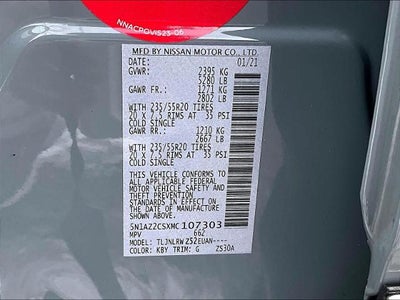 NNACPOVIS23-06
MFD BY NISSAN MOTOR CO., LTD.
DATE: 01/21
GVWR: 2395 KG
5280 LB
GAWR FR.: 1271 KG
2802 LB
WITH 235/55R20 TIRES
20 X 7.5 RIMS AT 35 PSI
COLD SINGLE
GAWR RR.: 1210 KG
2667 LB
WITH 235/55R20 TIRES
20 X 7.5 RIMS AT 35 PSI
COLD SINGLE
THIS VEHICLE CONFORMS TO
ALL APPLICABLE FEDERAL
MOTOR VEHICLE SAFETY
AND THEFT PREVENTION
STANDARDS IN EFFECT ON
THE DATE OF MANUFACTURE
SHOWN ABOVE.
5N1AZ2CSXMC107303
MPV 662
MODEL: TLJNLRWZ52EUAN----
COLOR: KBY TRIM: G Z530A